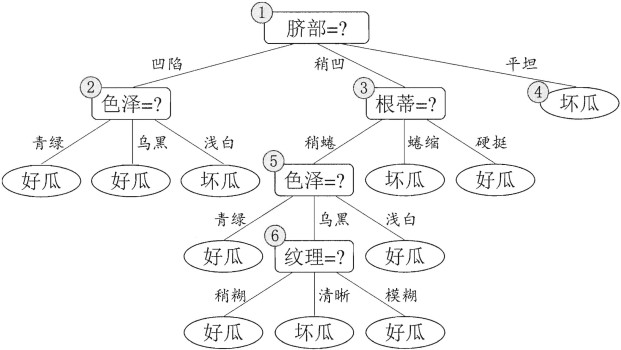 ①
脐部=?
凹陷 稍凹 平坦
② ③ ④
色泽=? 根蒂=? 坏瓜
青绿 乌黑 浅白 稍蜷 蜷缩 硬挺
⑤
好瓜 好瓜 坏瓜 色泽=? 坏瓜 好瓜
青绿 乌黑 浅白
⑥
好瓜 纹理=? 好瓜
稍糊 清晰 模糊
好瓜 坏瓜 好瓜